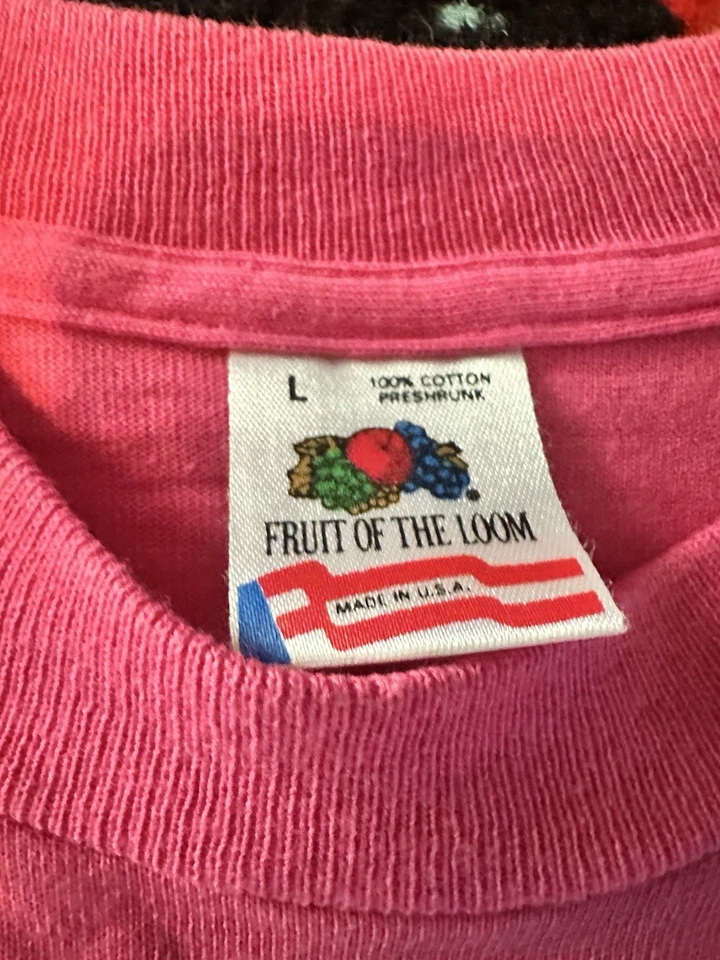 L
100% COTTON
PRESHRUNK
®
FRUIT OF THE LOOM
MADE IN U.S.A.